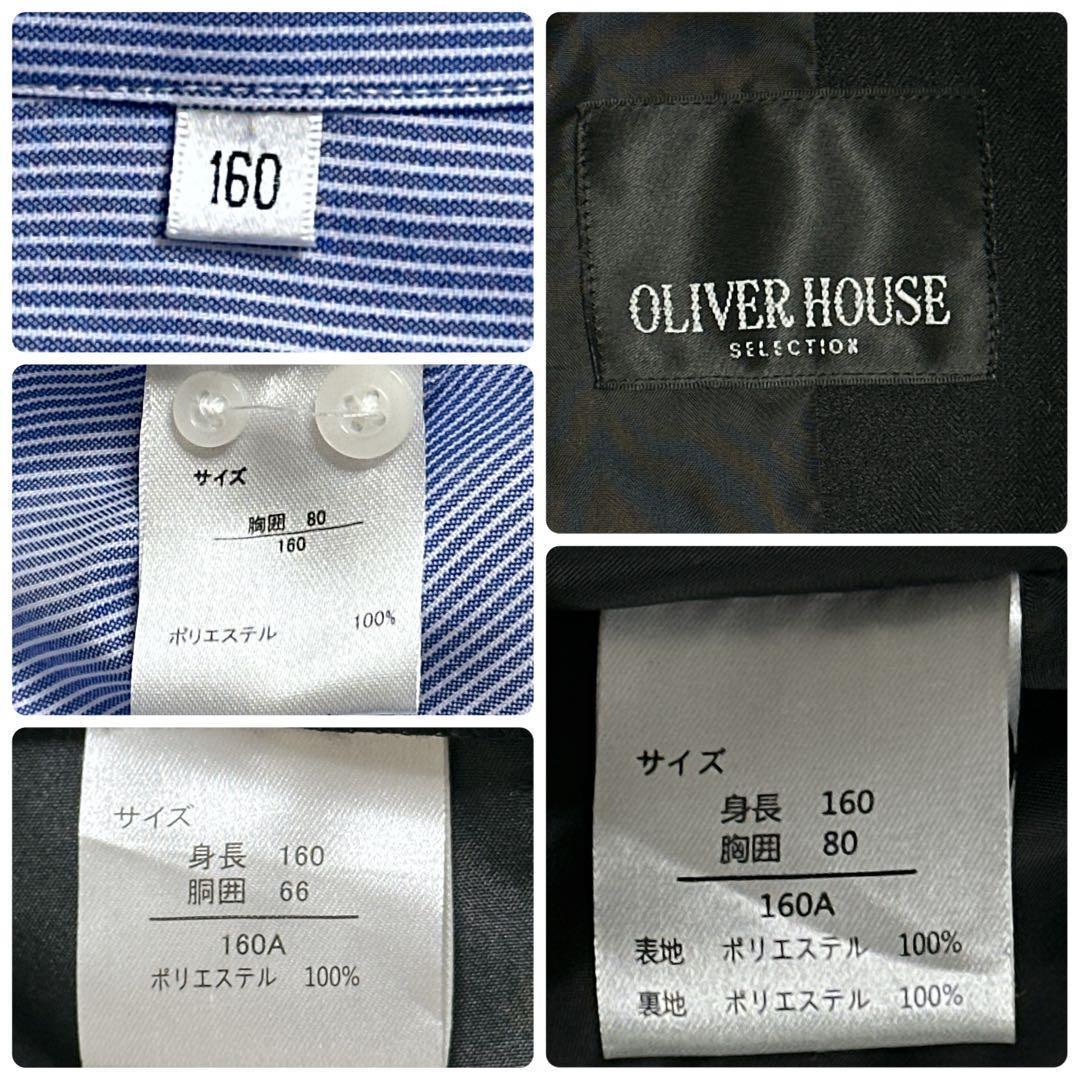 160
サイズ
胸囲 80
160
ポリエステル 100%
サイズ
身長 160
胴囲 66
160A
ポリエステル 100%
OLIVER HOUSE
SELECTION
サイズ
身長 160
胸囲 80
160A
表地 ポリエステル 100%
裏地 ポリエステル 100%